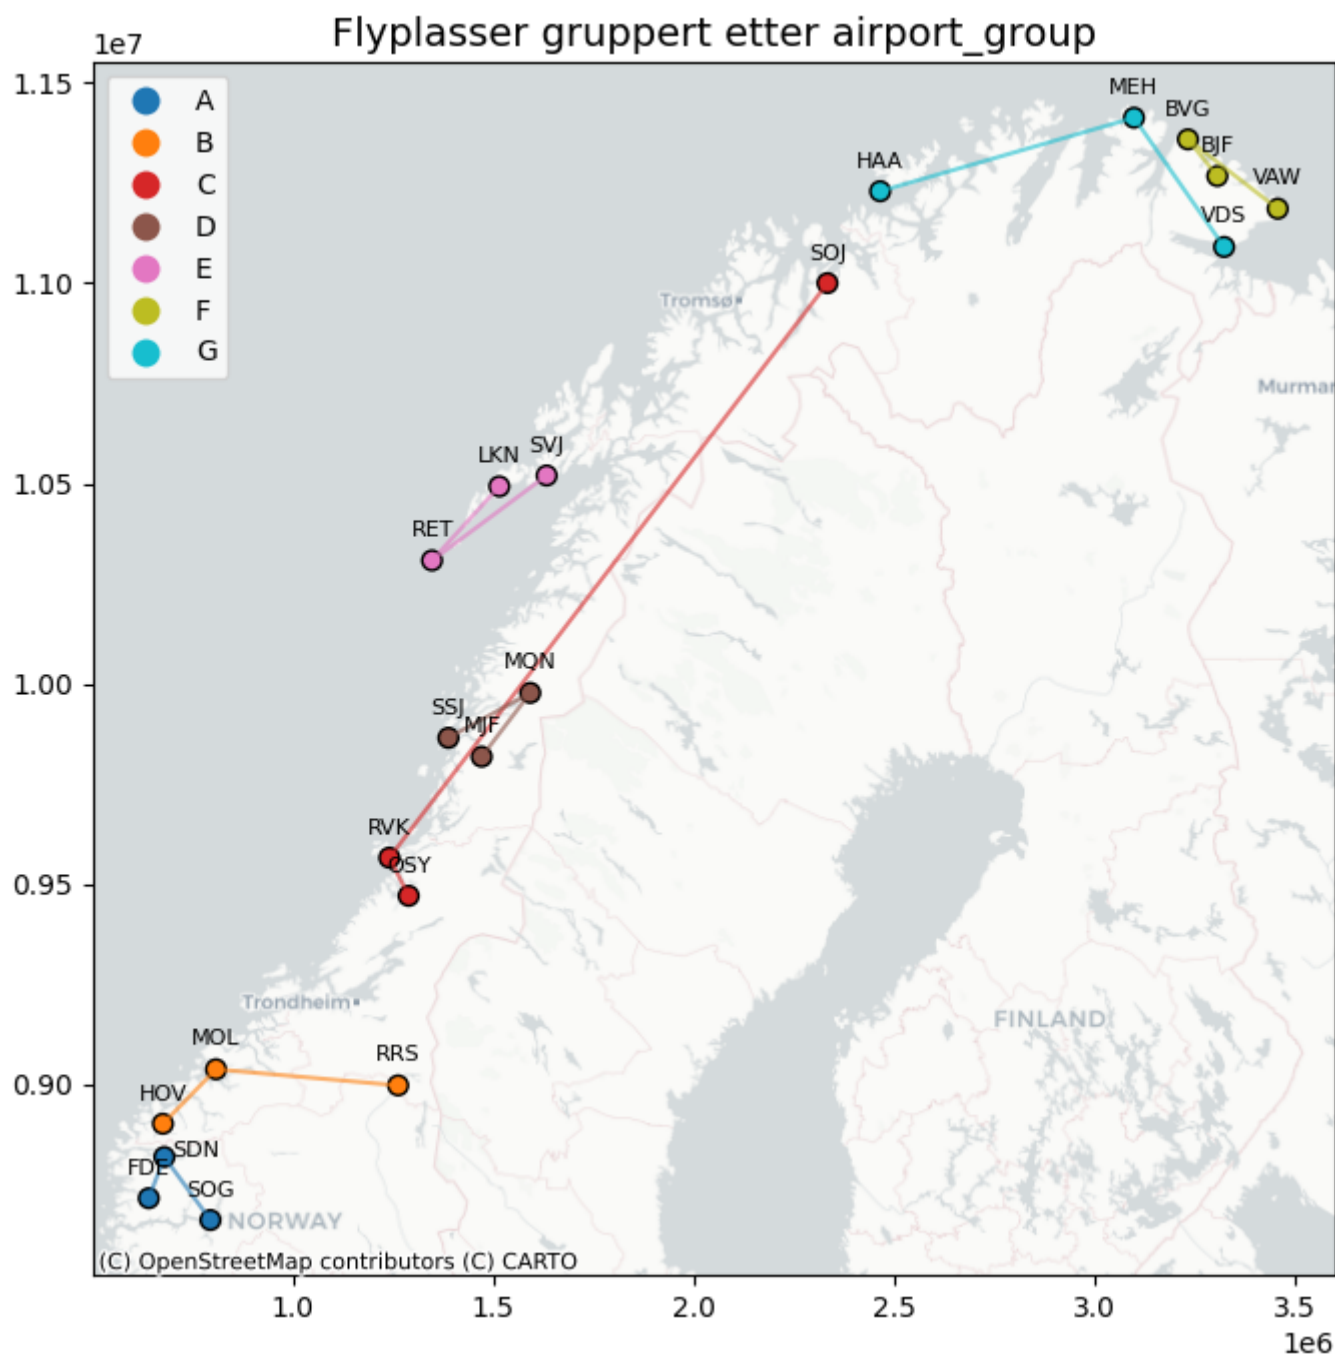 Flyplasser gruppert etter airport_group
1e7
1.15
1.10
1.05
1.00
0.95
0.90
A
B
C
D
E
F
G
MEH
BVG
BJF
HAA
VAW
VDS
SOJ
Tromsø
Murmar
SVJ
LKN
RET
MQN
SSJ
MJF
RVK
OSY
Trondheim
FINLAND
MOL
RRS
HOV
SDN
FDE
SOG
NORWAY
(C) OpenStreetMap contributors (C) CARTO
1.0 1.5 2.0 2.5 3.0 3.5
1e6